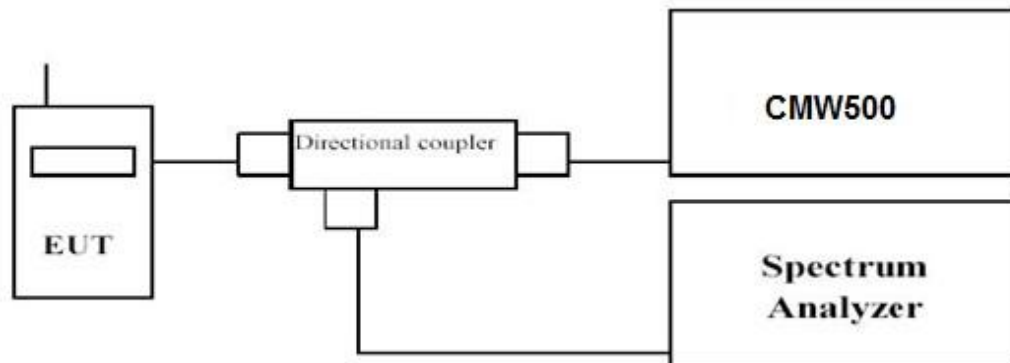 CMW500
Directional coupler
EUT
Spectrum
Analyzer